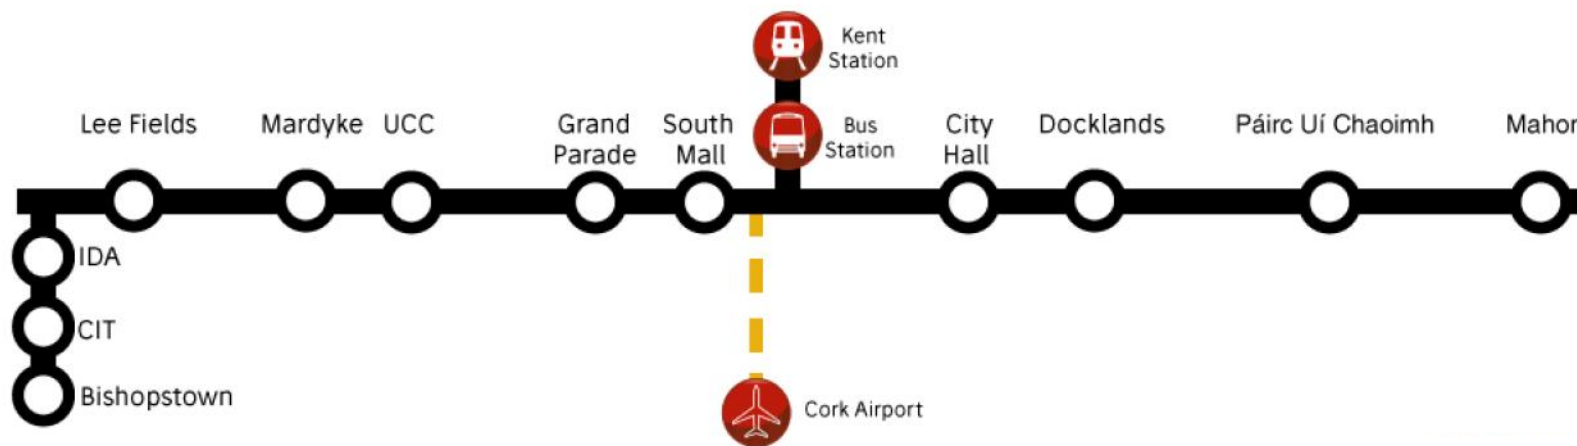 Kent
Station
Lee Fields
Mardyke
UCC
Grand
Parade
South
Mall
Bus
Station
City
Hall
Docklands
Páirc Uí Chaoimh
Mahon
IDA
CIT
Bishopstown
Cork Airport